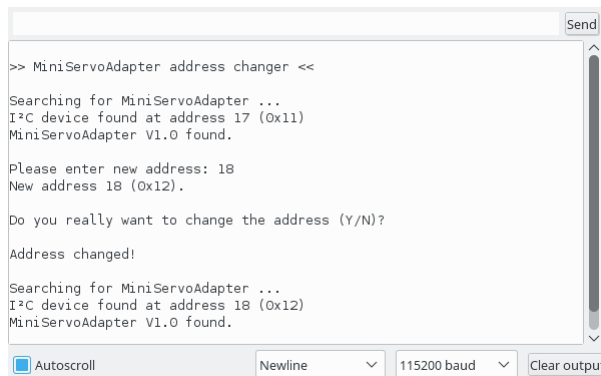 Send
>> MiniServoAdapter address changer <<
Searching for MiniServoAdapter ...
I²C device found at address 17 (0x11)
MiniServoAdapter V1.0 found.
Please enter new address: 18
New address 18 (0x12).
Do you really want to change the address (Y/N)?
Address changed!
Searching for MiniServoAdapter ...
I²C device found at address 18 (0x12)
MiniServoAdapter V1.0 found.
Autoscroll Newline 115200 baud Clear outpu